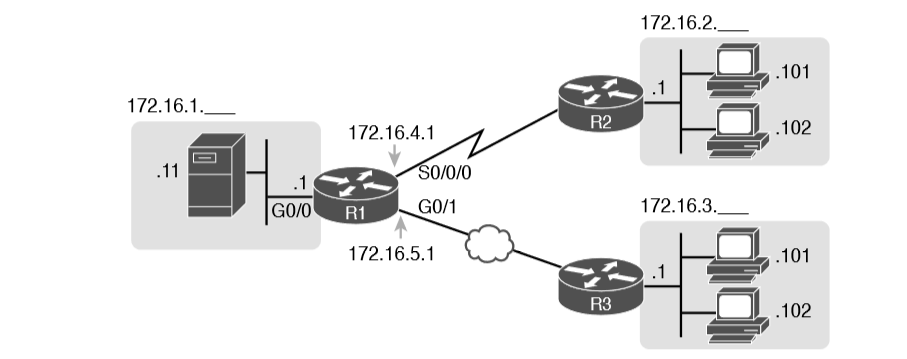 172.16.2.___
.101
.1
R2
.102
172.16.1.___
172.16.4.1
.11
S0/0/0
.1
G0/0
R1
G0/1
172.16.5.1
172.16.3.___
.101
.1
R3
.102